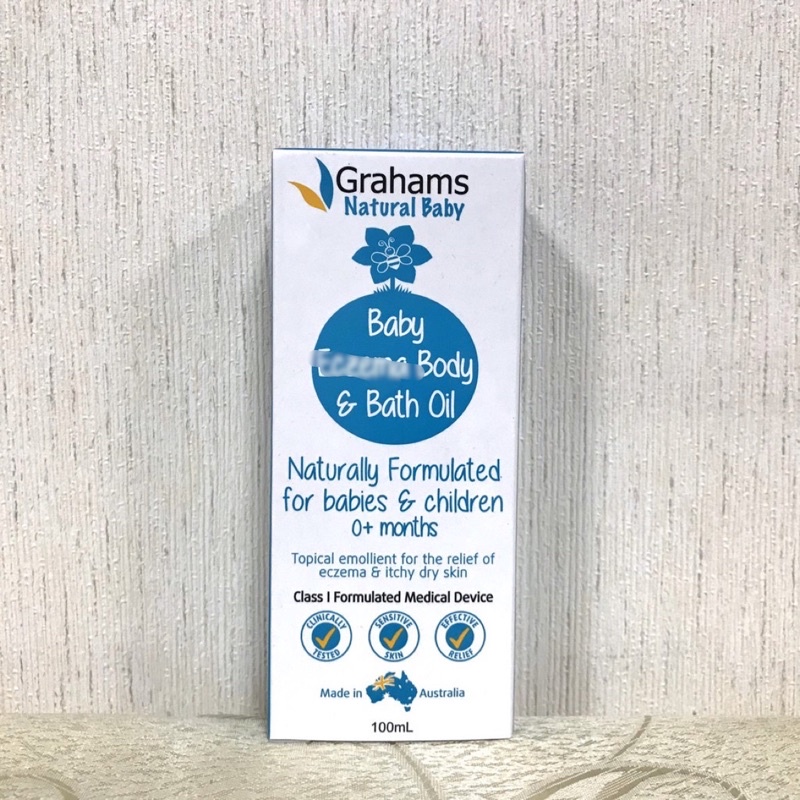 Grahams
Natural Baby
Baby
Eczema Body
& Bath Oil
Naturally Formulated
for babies & children
0+ months
Topical emollient for the relief of
eczema & itchy dry skin
Class I Formulated Medical Device
CLINICALLY TESTED
SENSITIVE SKIN
EFFECTIVE RELIEF
Made in Australia
100mL